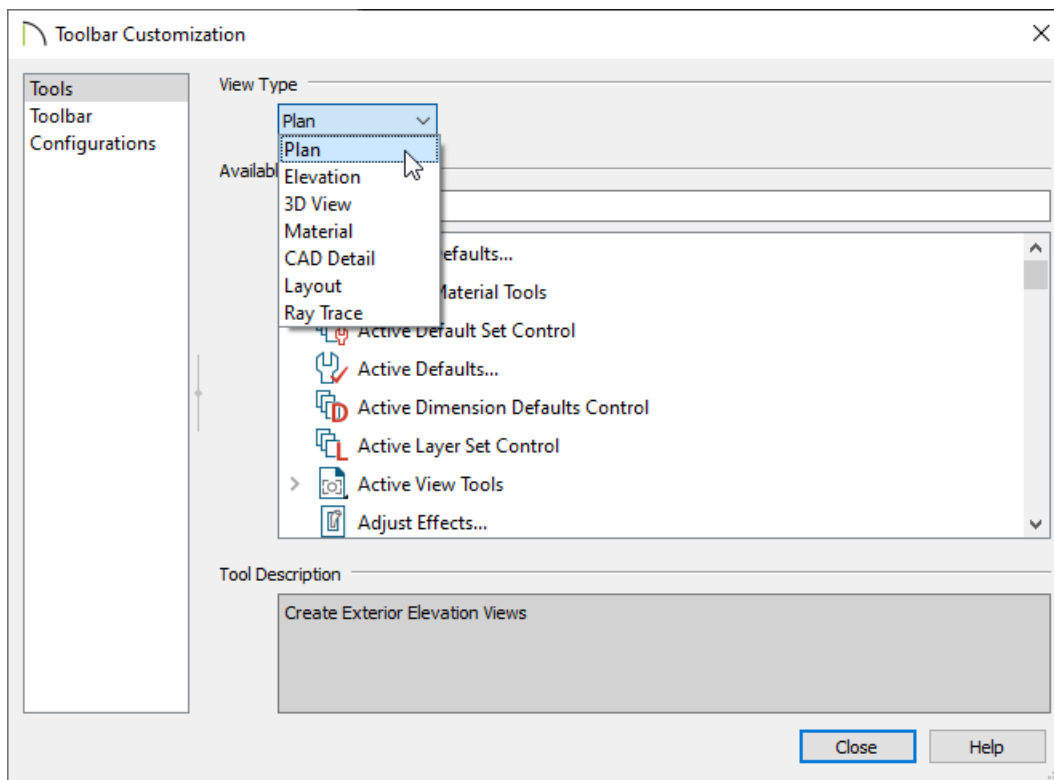 Toolbar Customization
Tools
Toolbar
Configurations
View Type
Plan
Plan
Elevation
3D View
Material
CAD Detail
Layout
Ray Trace
Availabl
efaults...
Material Tools
Active Default Set Control
Active Defaults...
Active Dimension Defaults Control
Active Layer Set Control
Active View Tools
Adjust Effects...
Tool Description
Create Exterior Elevation Views
Close
Help